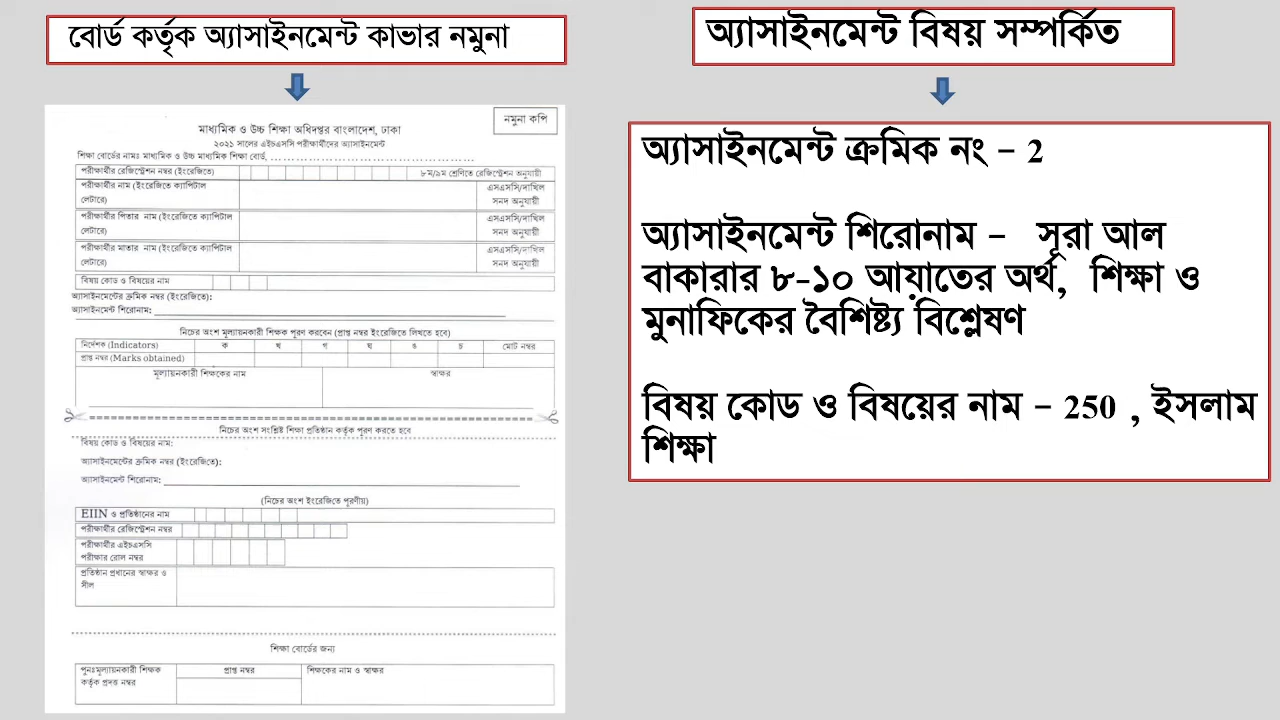 বোর্ড কর্তৃক অ্যাসাইনমেন্ট কাভার নমুনা
নমুনা কপি
মাধ্যমিক ও উচ্চ শিক্ষা অধিদপ্তর বাংলাদেশ, ঢাকা
২০২১ সালের এইচএসসি পরীক্ষার্থীদের অ্যাসাইনমেন্ট
শিক্ষা বোর্ডের নামঃ মাধ্যমিক ও উচ্চ মাধ্যমিক শিক্ষা বোর্ড, ................................................
পরীক্ষার্থীর রেজিস্ট্রেশন নম্বর (ইংরেজিতে)
৮ম/৯ম শ্রেণিতে রেজিস্ট্রেশন অনুযায়ী
পরীক্ষার্থীর নাম (ইংরেজিতে ক্যাপিটাল
লেটারে)
এসএসসি/দাখিল
সনদ অনুযায়ী
পরীক্ষার্থীর পিতার নাম (ইংরেজিতে ক্যাপিটাল
লেটারে)
এসএসসি/দাখিল
সনদ অনুযায়ী
পরীক্ষার্থীর মাতার নাম (ইংরেজিতে ক্যাপিটাল
লেটারে)
এসএসসি/দাখিল
সনদ অনুযায়ী
বিষয় কোড ও বিষয়ের নাম
অ্যাসাইনমেন্টের ক্রমিক নম্বর (ইংরেজিতে):
অ্যাসাইনমেন্ট শিরোনাম:
নিচের অংশ মূল্যায়নকারী শিক্ষক পূরণ করবেন (প্রাপ্ত নম্বর ইংরেজিতে লিখতে হবে)
নির্দেশক (Indicators) ক খ গ ঘ ঙ চ মোট নম্বর
প্রাপ্ত নম্বর (Marks obtained)
মূল্যায়নকারী শিক্ষকের নাম
স্বাক্ষর
নিচের অংশ সংশ্লিষ্ট শিক্ষা প্রতিষ্ঠান কর্তৃক পূরণ করতে হবে
বিষয় কোড ও বিষয়ের নাম:
অ্যাসাইনমেন্টের ক্রমিক নম্বর (ইংরেজিতে):
অ্যাসাইনমেন্ট শিরোনাম:
(নিচের অংশ ইংরেজিতে পূরণীয়)
EIIN ও প্রতিষ্ঠানের নাম
পরীক্ষার্থীর রেজিস্ট্রেশন নম্বর
পরীক্ষার্থীর এইচএসসি
পরীক্ষার রোল নম্বর
প্রতিষ্ঠান প্রধানের স্বাক্ষর ও
সীল
শিক্ষা বোর্ডের জন্য
পুনঃমূল্যায়নকারী শিক্ষক
কর্তৃক প্রদত্ত নম্বর
প্রাপ্ত নম্বর
শিক্ষকের নাম ও স্বাক্ষর
অ্যাসাইনমেন্ট বিষয় সম্পর্কিত
অ্যাসাইনমেন্ট ক্রমিক নং – 2
অ্যাসাইনমেন্ট শিরোনাম – সূরা আল
বাকারার ৮-১০ আয়াতের অর্থ, শিক্ষা ও
মুনাফিকের বৈশিষ্ট্য বিশ্লেষণ
বিষয় কোড ও বিষয়ের নাম – 250 , ইসলাম
শিক্ষা